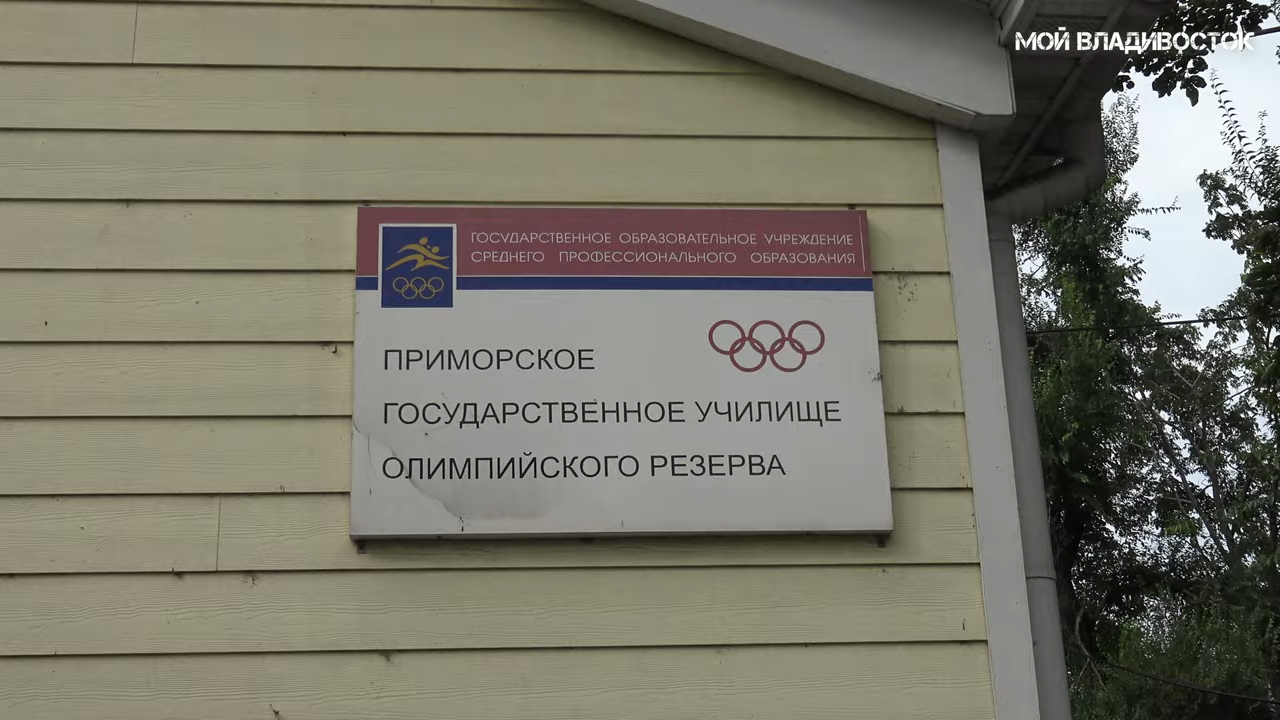 МОЙ ВЛАДИВОСТОК
ГОСУДАРСТВЕННОЕ ОБРАЗОВАТЕЛЬНОЕ УЧРЕЖДЕНИЕ
СРЕДНЕГО ПРОФЕССИОНАЛЬНОГО ОБРАЗОВАНИЯ
ПРИМОРСКОЕ
ГОСУДАРСТВЕННОЕ УЧИЛИЩЕ
ОЛИМПИЙСКОГО РЕЗЕРВА